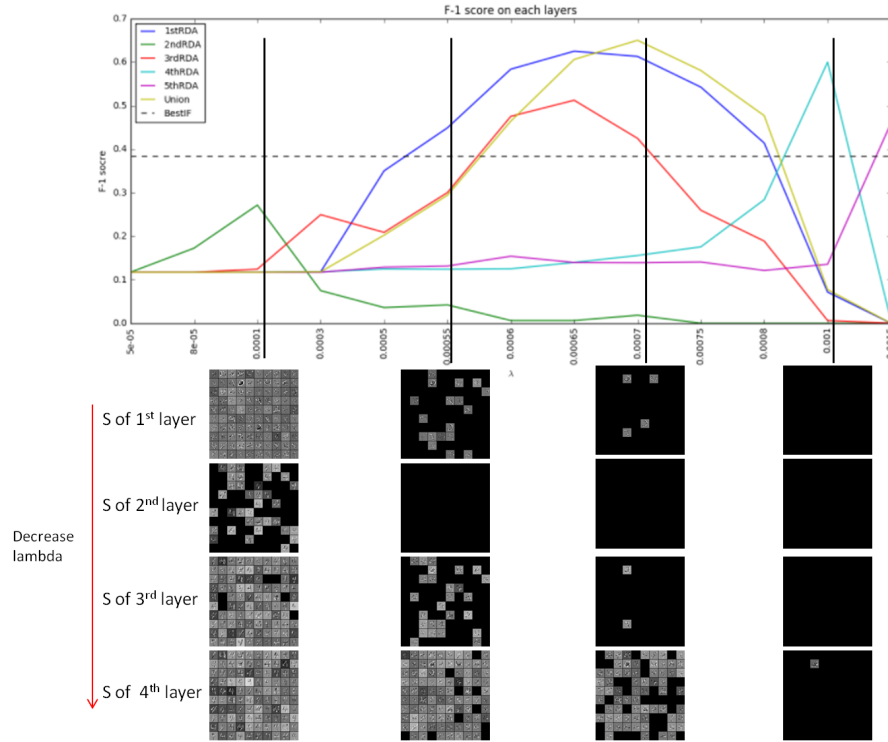 F-1 score on each layers
1stRDA
2ndRDA
3rdRDA
4thRDA
5thRDA
Union
BestIF
F-1 socre
0.7
0.6
0.5
0.4
0.3
0.2
0.1
0.0
5e-05
8e-05
0.0001
0.0003
0.0005
0.00055
0.0006
0.00065
0.0007
0.00075
0.0008
0.001
λ
S of 1st layer
S of 2nd layer
Decrease
lambda
S of 3rd layer
S of 4th layer